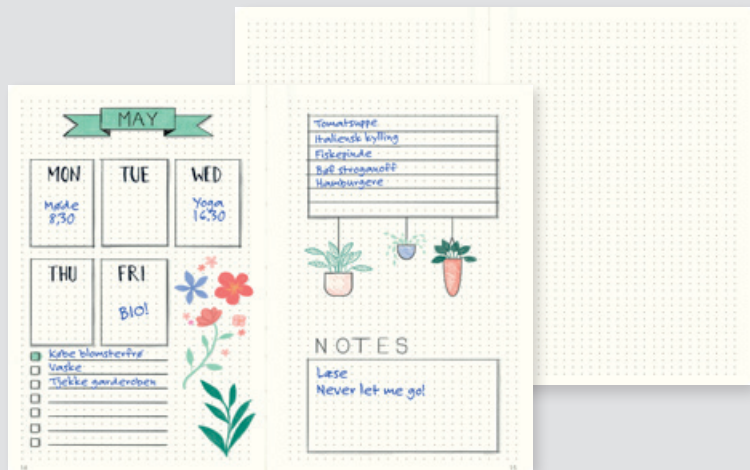 MAY
MON
Møde
8,30
TUE
WED
Yoga
16.30
THU
FRI
BIO!
Købe blomsterfrø
Vaske
Tjekke garderoben
Tomatsuppe
Italiensk kylling
Fiskepinde
Bøf stroganoff
Hamburgere
NOTES
Læse
Never let me go!